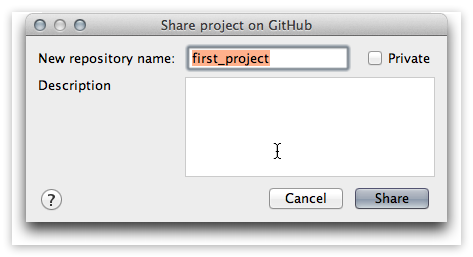 Share project on GitHub
New repository name: first_project Private
Description
? Cancel Share